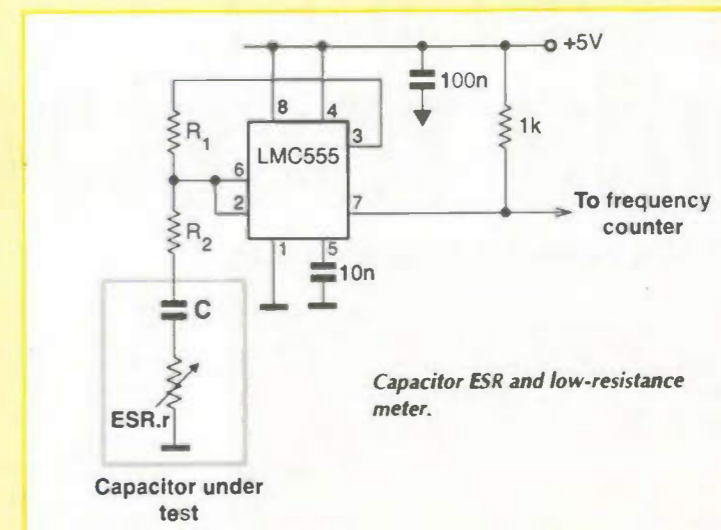 +5V
100n
8
4
R1
3
1k
LMC555
6
2
7
To frequency
counter
R2
1
5
10n
C
Capacitor ESR and low-resistance
meter.
ESR.r
Capacitor under
test